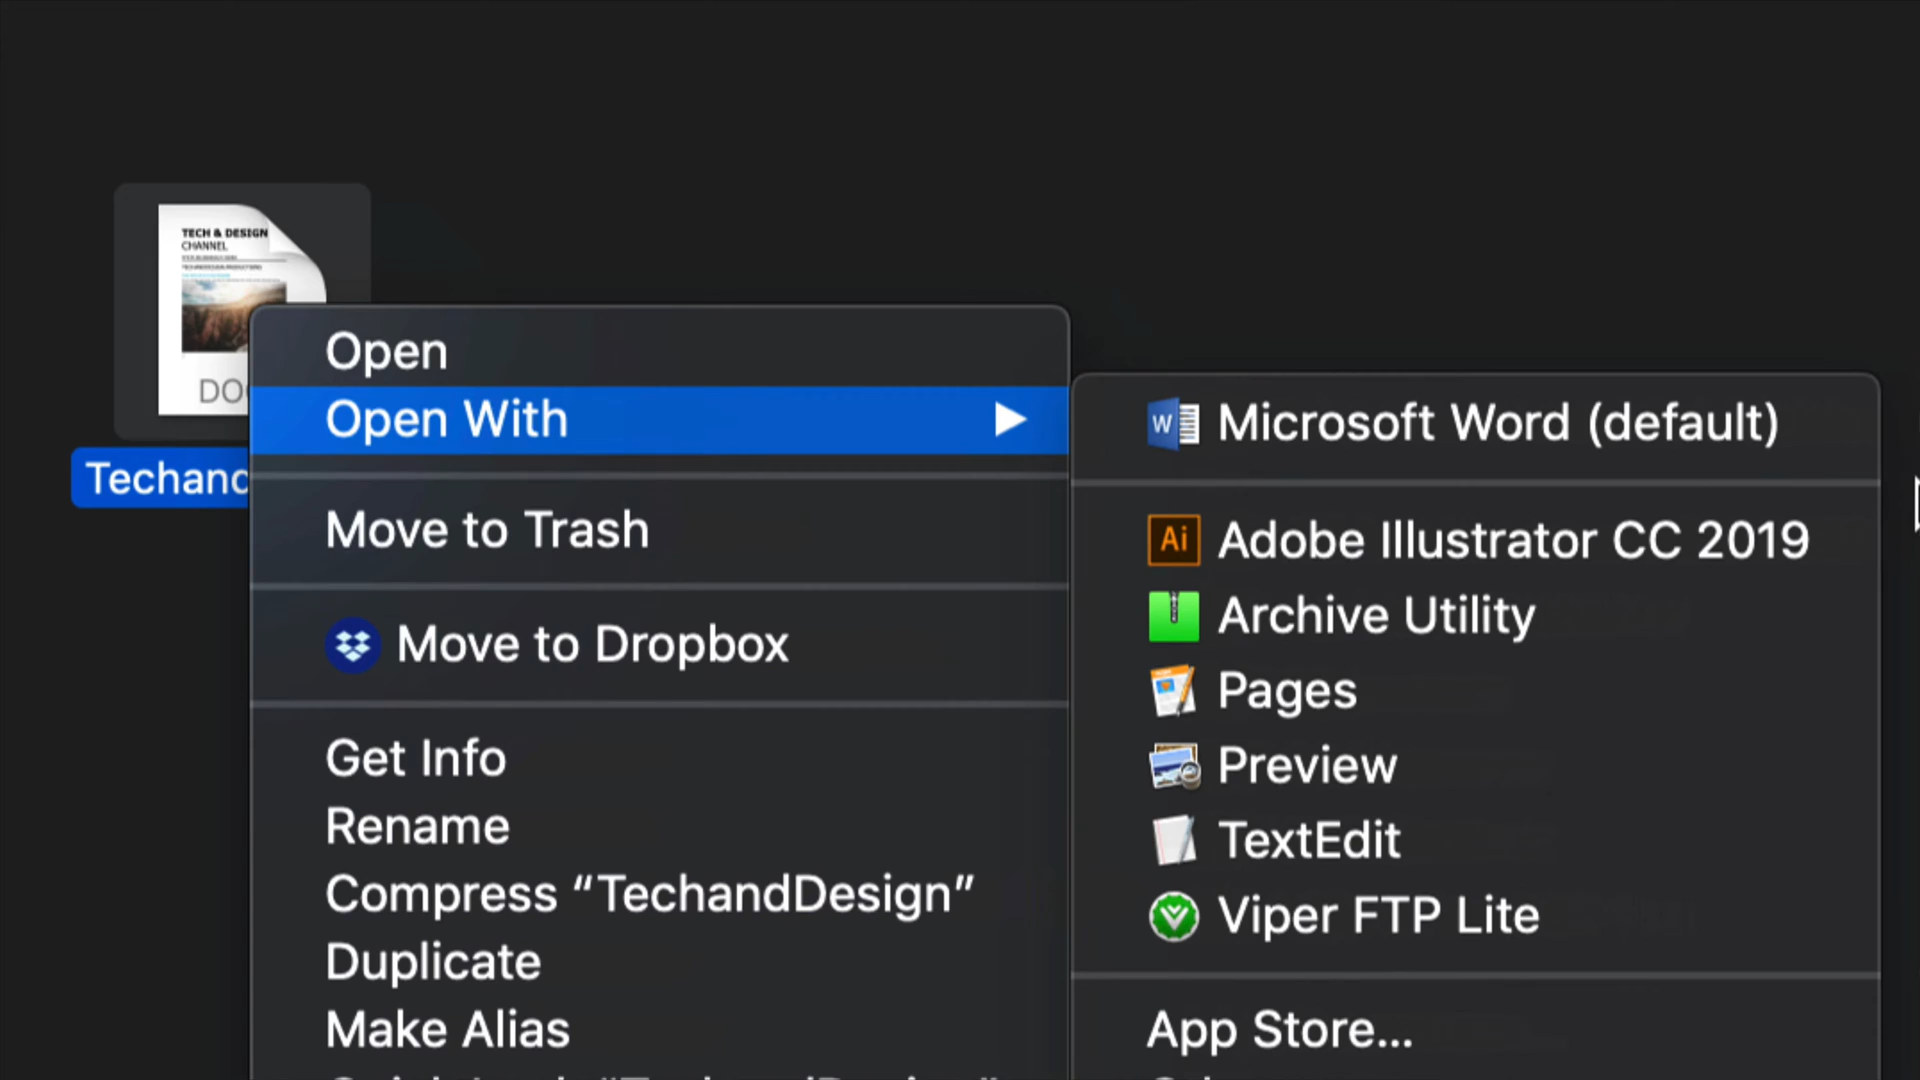 TECH & DESIGN
CHANNEL
Techand
Open
Open With
Move to Trash
Move to Dropbox
Get Info
Rename
Compress “TechandDesign”
Duplicate
Make Alias
W Microsoft Word (default)
Ai Adobe Illustrator CC 2019
Archive Utility
Pages
Preview
TextEdit
Viper FTP Lite
App Store...